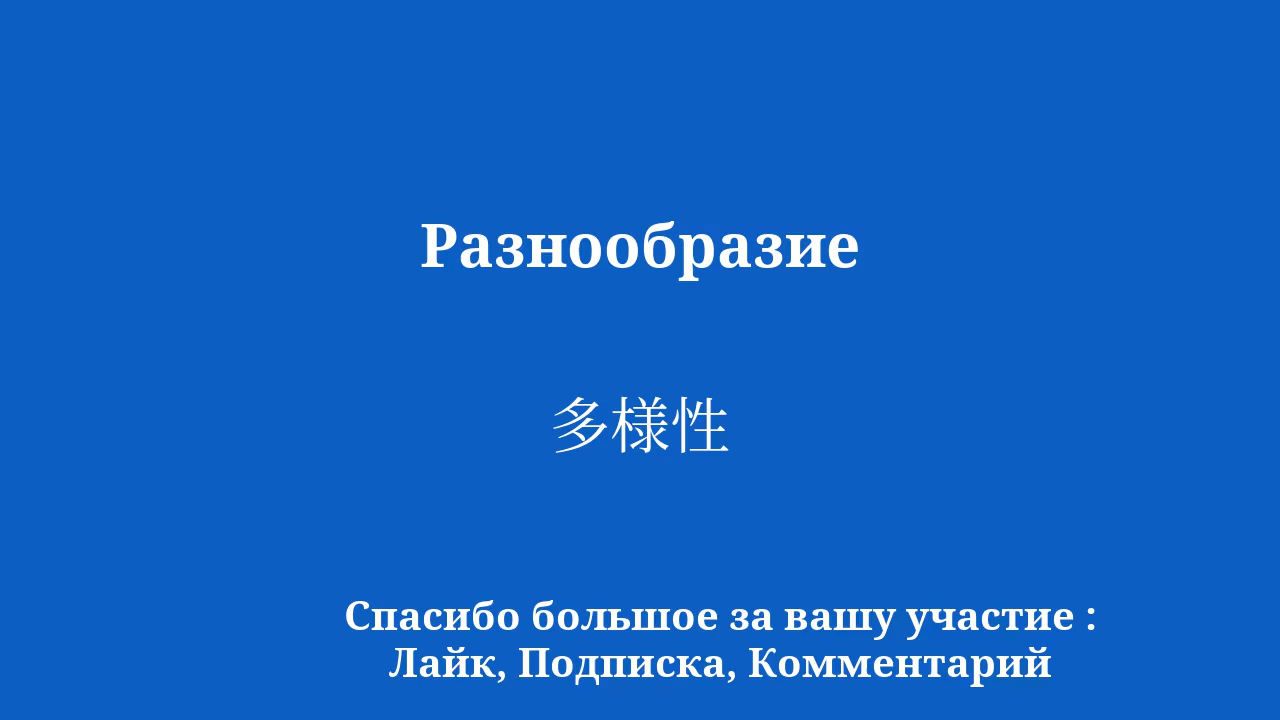 Разнообразие
多様性
Спасибо большое за вашу участие :
Лайк, Подписка, Комментарий